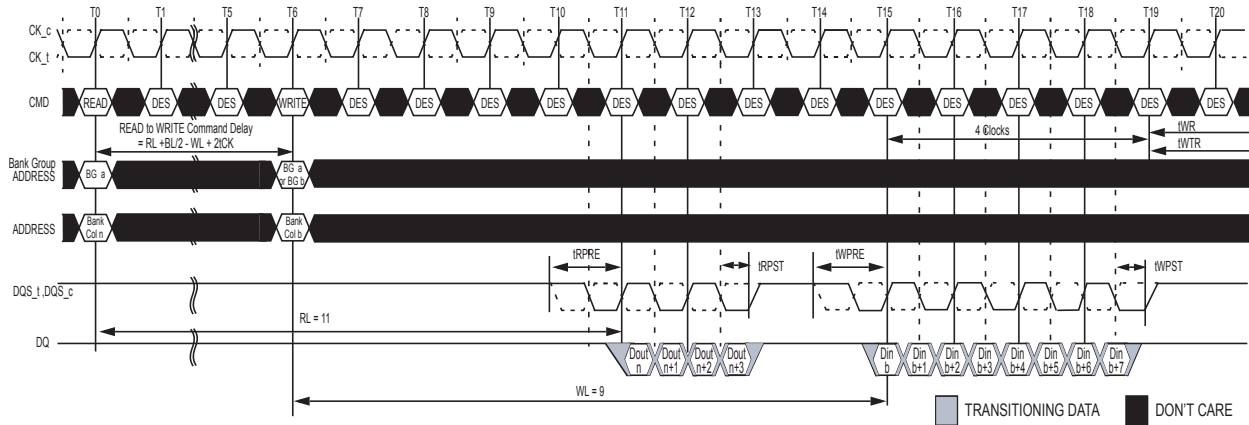 T0 T1 T5 T6 T7 T8 T9 T10 T11 T12 T13 T14 T15 T16 T17 T18 T19 T20
CK_c
CK_t
CMD READ DES DES WRITE DES DES DES DES DES DES DES DES DES DES DES DES DES DES
READ to WRITE Command Delay
= RL +BL/2 - WL + 2tCK
4 Clocks
tWR
tWTR
Bank Group
ADDRESS
BG a
BG a
or BG b
ADDRESS
Bank
Col n
Bank
Col b
tRPRE
tRPST
tWPRE
tWPST
DQS_t ,DQS_c
RL = 11
DQ
Dout
n
Dout
n+1
Dout
n+2
Dout
n+3
Din
b
Din
b+1
Din
b+2
Din
b+3
Din
b+4
Din
b+5
Din
b+6
Din
b+7
WL = 9
TRANSITIONING DATA
DON'T CARE